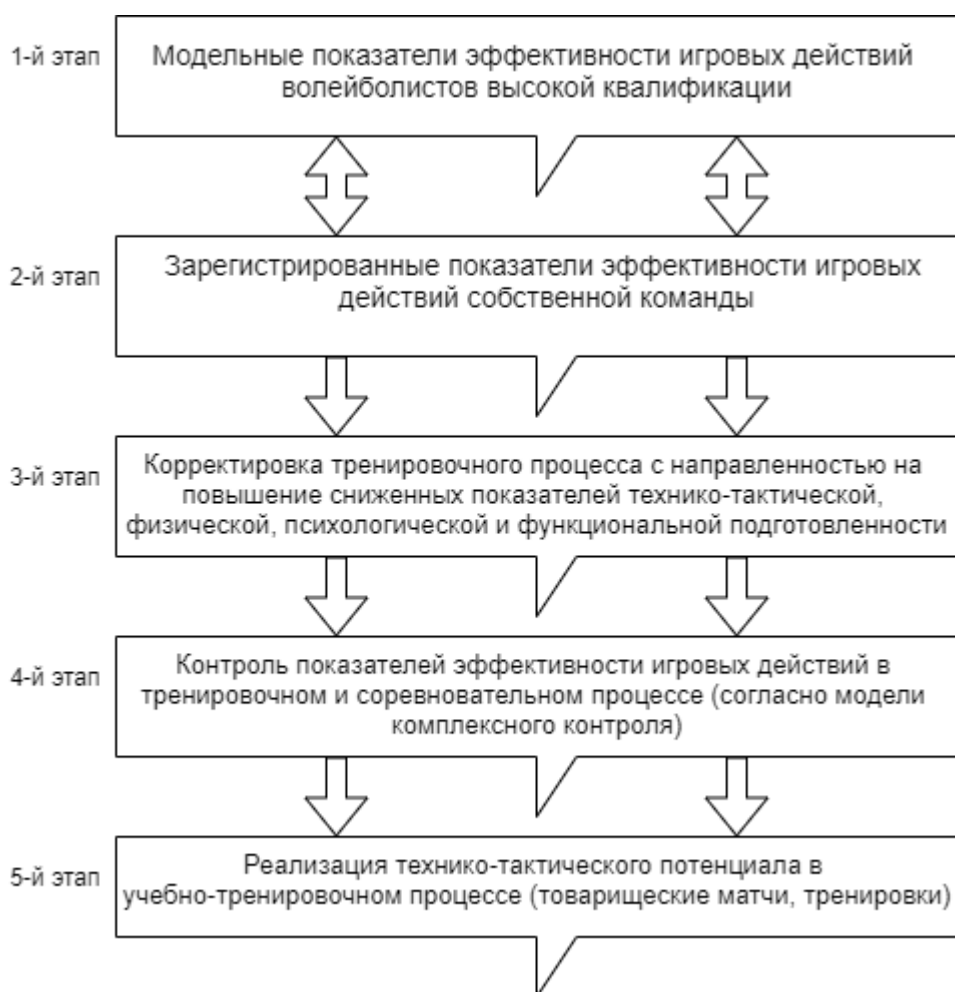 1-й этап
Модельные показатели эффективности игровых действий
волейболистов высокой квалификации
2-й этап
Зарегистрированные показатели эффективности игровых
действий собственной команды
3-й этап
Корректировка тренировочного процесса с направленностью на
повышение сниженных показателей технико-тактической,
физической, психологической и функциональной подготовленности
4-й этап
Контроль показателей эффективности игровых действий в
тренировочном и соревновательном процессе (согласно модели
комплексного контроля)
5-й этап
Реализация технико-тактического потенциала в
учебно-тренировочном процессе (товарищеские матчи, тренировки)